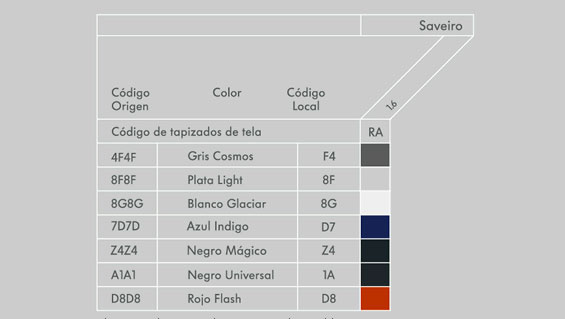 Saveiro
Código Origen Color Código Local 1,6
Código de tapizados de tela RA
4F4F Gris Cosmos F4
8F8F Plata Light 8F
8G8G Blanco Glaciar 8G
7D7D Azul Indigo D7
Z4Z4 Negro Mágico Z4
A1A1 Negro Universal 1A
D8D8 Rojo Flash D8